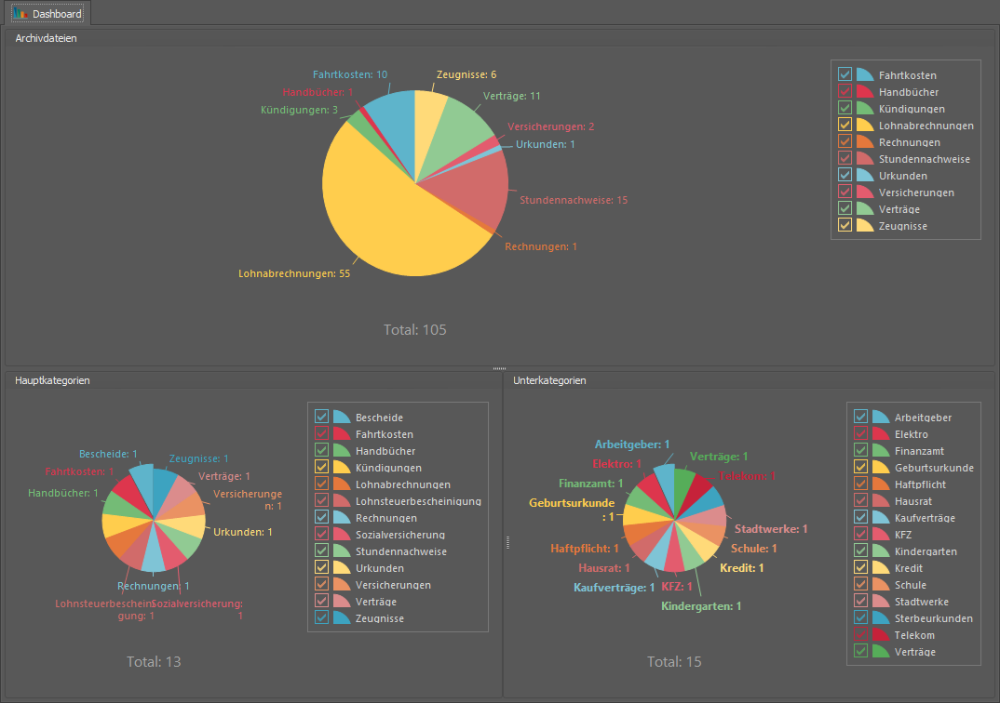 Dashboard
Archivdateien
Fahrtkosten: 10
Zeugnisse: 6
Handbücher: 1
Verträge: 11
Kündigungen: 3
Versicherungen: 2
Urkunden: 1
Stundennachweise: 15
Rechnungen: 1
Lohnabrechnungen: 55
Total: 105
Fahrtkosten
Handbücher
Kündigungen
Lohnabrechnungen
Rechnungen
Stundennachweise
Urkunden
Versicherungen
Verträge
Zeugnisse
Hauptkategorien
Bescheide: 1
Zeugnisse: 1
Fahrtkosten: 1
Verträge: 1
Handbücher: 1
Versicherunge
n: 1
Urkunden: 1
Rechnungen: 1
Lohnsteuerbeschein
gung: 1
Sozialversicherung:
1
Total: 13
Bescheide
Fahrtkosten
Handbücher
Kündigungen
Lohnabrechnungen
Lohnsteuerbescheinigung
Rechnungen
Sozialversicherung
Stundennachweise
Urkunden
Versicherungen
Verträge
Zeugnisse
Unterkategorien
Arbeitgeber: 1
Verträge: 1
Elektro: 1
Telekom: 1
Finanzamt: 1
Geburtsurkunde
: 1
Stadtwerke: 1
Haftpflicht: 1
Schule: 1
Hausrat: 1
Kredit: 1
Kaufverträge: 1
KFZ: 1
Kindergarten: 1
Total: 15
Arbeitgeber
Elektro
Finanzamt
Geburtsurkunde
Haftpflicht
Hausrat
Kaufverträge
KFZ
Kindergarten
Kredit
Schule
Stadtwerke
Sterbeurkunden
Telekom
Verträge